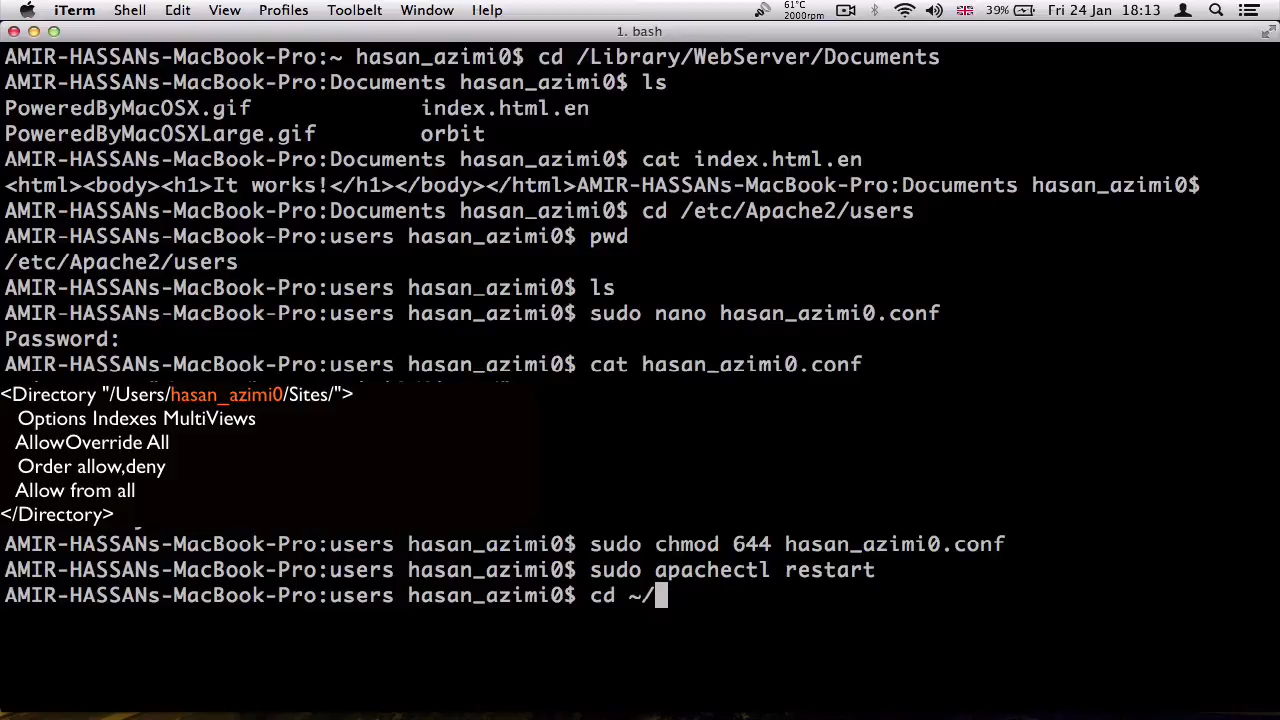 iTerm Shell Edit View Profiles Toolbelt Window Help 61°C 2000rpm 39% Fri 24 Jan 18:13
1. bash
AMIR-HASSANs-MacBook-Pro:~ hasan_azimi0$ cd /Library/WebServer/Documents
AMIR-HASSANs-MacBook-Pro:Documents hasan_azimi0$ ls
PoweredByMacOSX.gif index.html.en
PoweredByMacOSXLarge.gif orbit
AMIR-HASSANs-MacBook-Pro:Documents hasan_azimi0$ cat index.html.en
<html><body><h1>It works!</h1></body></html>AMIR-HASSANs-MacBook-Pro:Documents hasan_azimi0$
AMIR-HASSANs-MacBook-Pro:Documents hasan_azimi0$ cd /etc/Apache2/users
AMIR-HASSANs-MacBook-Pro:users hasan_azimi0$ pwd
/etc/Apache2/users
AMIR-HASSANs-MacBook-Pro:users hasan_azimi0$ ls
AMIR-HASSANs-MacBook-Pro:users hasan_azimi0$ sudo nano hasan_azimi0.conf
Password:
AMIR-HASSANs-MacBook-Pro:users hasan_azimi0$ cat hasan_azimi0.conf
<Directory "/Users/hasan_azimi0/Sites/">
Options Indexes MultiViews
AllowOverride All
Order allow,deny
Allow from all
</Directory>
AMIR-HASSANs-MacBook-Pro:users hasan_azimi0$ sudo chmod 644 hasan_azimi0.conf
AMIR-HASSANs-MacBook-Pro:users hasan_azimi0$ sudo apachectl restart
AMIR-HASSANs-MacBook-Pro:users hasan_azimi0$ cd ~/